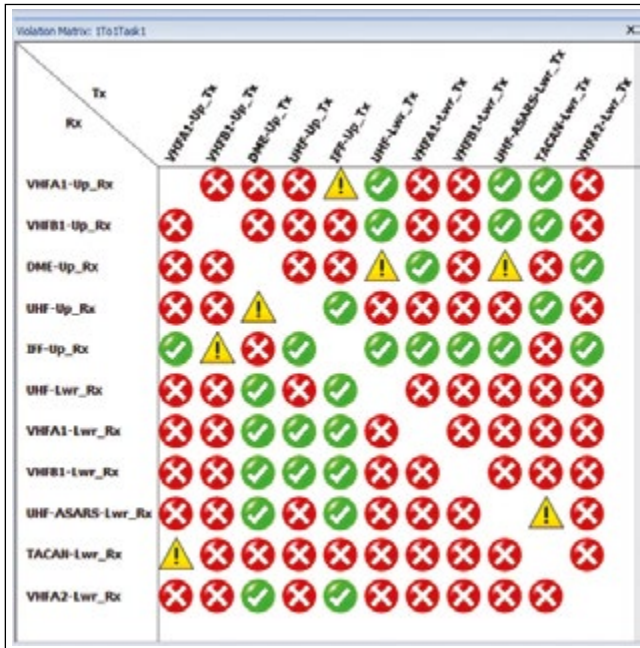 Violation Matrix: 1To1Task1
Tx
Rx
VHFA1-Up_Tx
VHFB1-Up_Tx
DME-Up_Tx
UHF-Up_Tx
IFF-Up_Tx
UHF-Lwr_Tx
VHFA1-Lwr_Tx
VHFB1-Lwr_Tx
UHF-ASARS-Lwr_Tx
TACAN-Lwr_Tx
VHFA2-Lwr_Tx
VHFA1-Up_Rx
VHFB1-Up_Rx
DME-Up_Rx
UHF-Up_Rx
IFF-Up_Rx
UHF-Lwr_Rx
VHFA1-Lwr_Rx
VHFB1-Lwr_Rx
UHF-ASARS-Lwr_Rx
TACAN-Lwr_Rx
VHFA2-Lwr_Rx